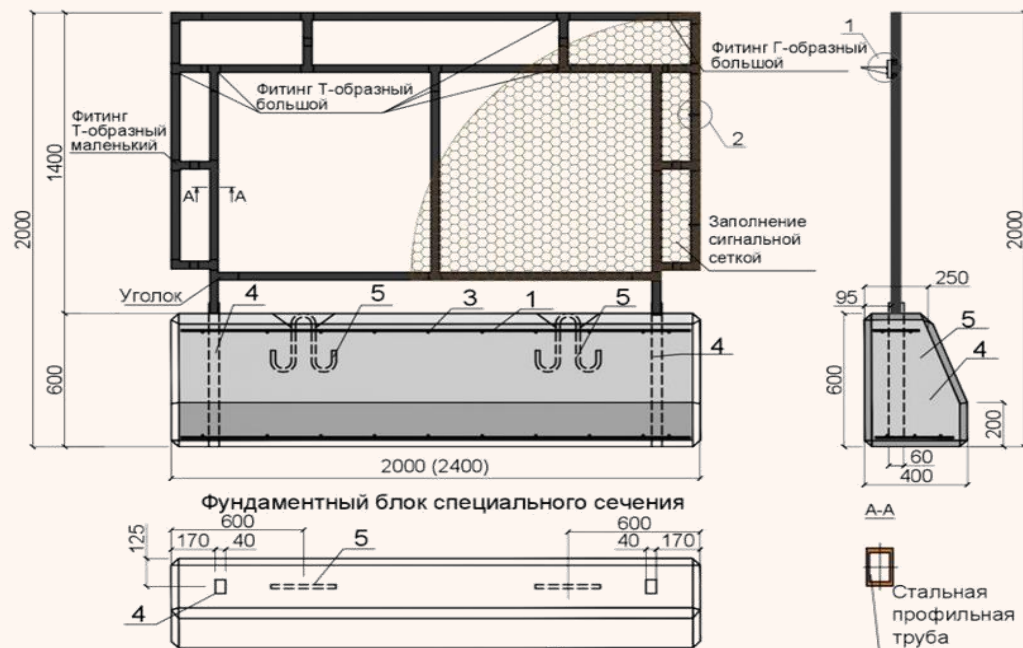 Фитинг Г-образный
большой
1
Фитинг Т-образный
большой
Фитинг
Т-образный
маленький
2
2000
1400
2000
А А
Заполнение
сигнальной
сеткой
250
95
Уголок
4
5
3
1
5
5
4
4
600
600
200
60
400
2000 (2400)
Фундаментный блок специального сечения
А-А
600
600
125
170
40
5
40
170
4
Стальная
профильная
труба